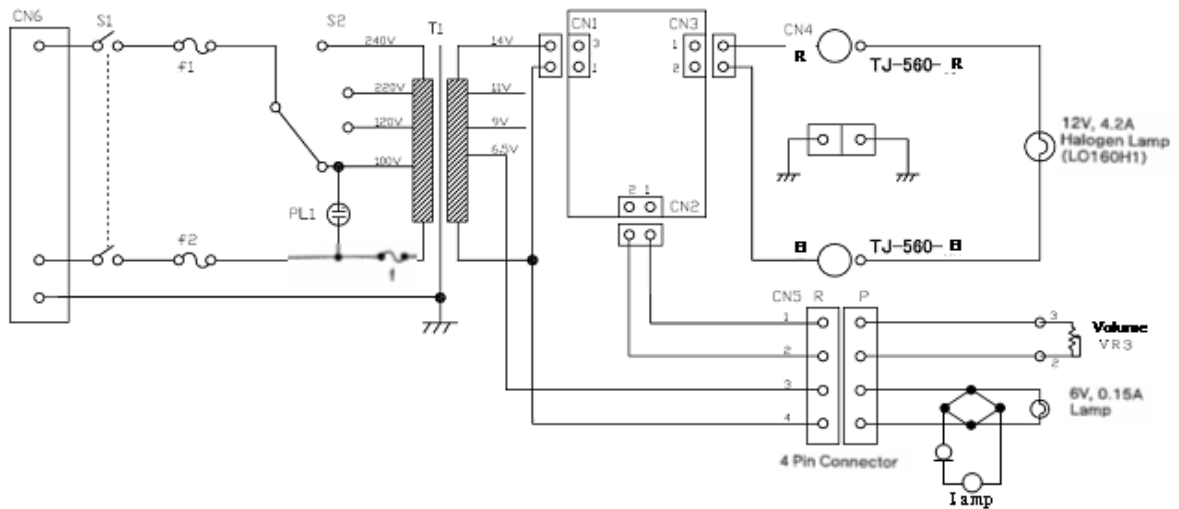 CN6
S1
f1
S2
240V
T1
14V
CN1
3
1
CN3
1
2
CN4
R
TJ-560- R
220V
11V
120V
9V
100V
6.5V
12V, 4.2A
Halogen Lamp
(LO160H1)
PL1
2 1
CN2
f2
f
B
TJ-560- B
CN5 R P
1
2
3
4
3
2
Volume
VR3
6V, 0.15A
Lamp
4 Pin Connector
lamp